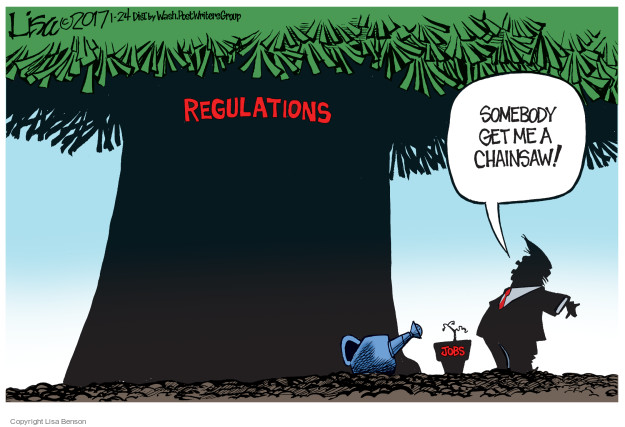 Lisa ©2017 1-24 Dist. by Wash. Post Writers Group
REGULATIONS
SOMEBODY
GET ME A
CHAINSAW!
JOBS
Copyright Lisa Benson